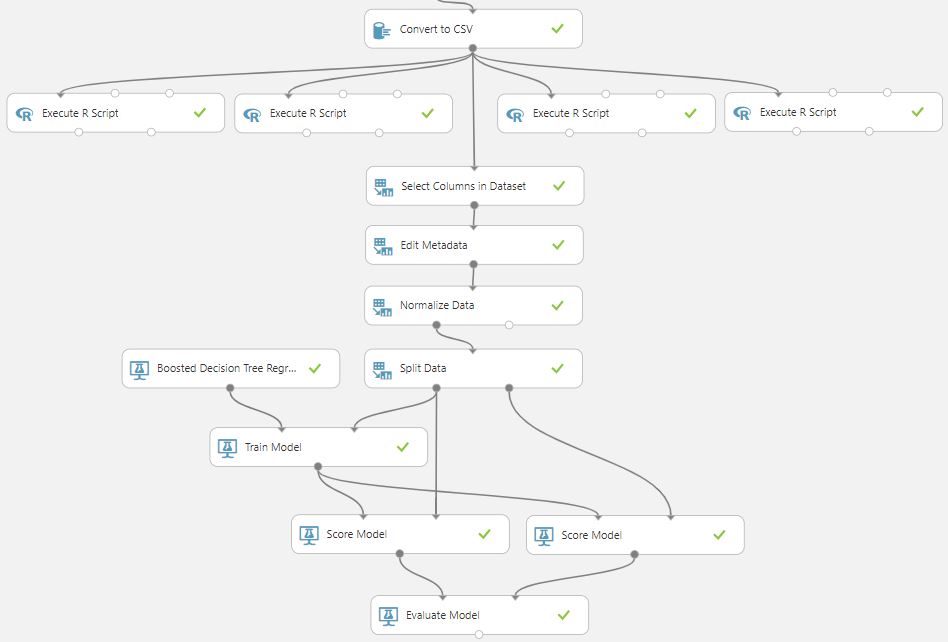 Convert to CSV
Execute R Script
Execute R Script
Execute R Script
Execute R Script
Select Columns in Dataset
Edit Metadata
Normalize Data
Boosted Decision Tree Regr...
Split Data
Train Model
Score Model
Score Model
Evaluate Model